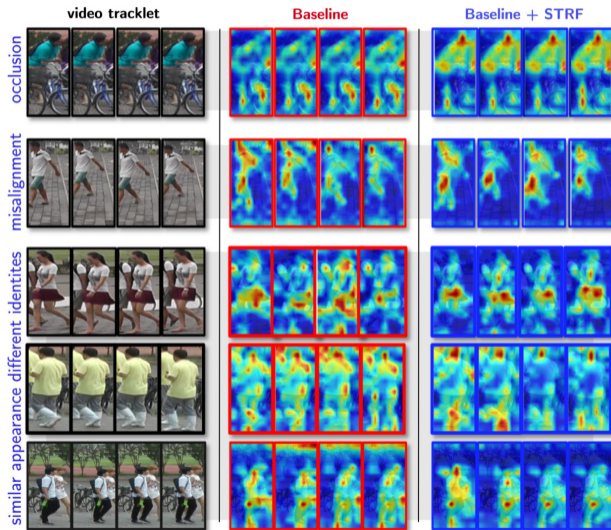 video tracklet
Baseline
Baseline + STRF
occlusion
misalignment
similar appearance different identites